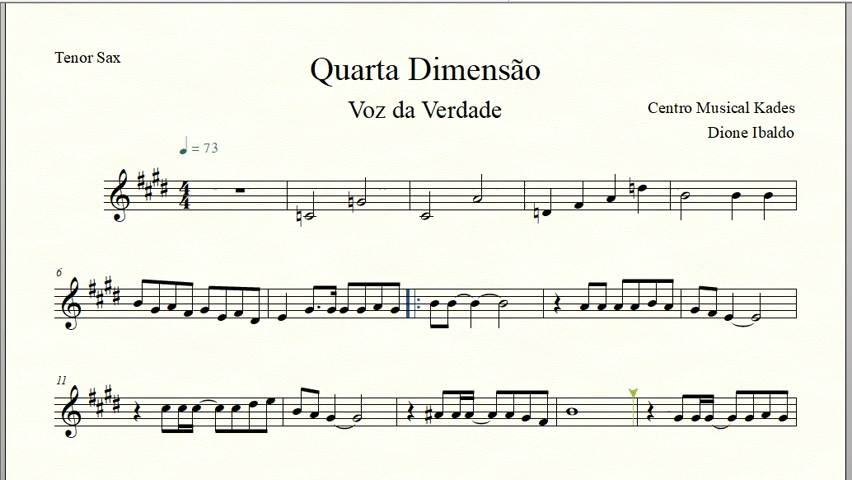 Tenor Sax
Quarta Dimensão
Voz da Verdade
Centro Musical Kades
Dione Ibaldo
= 73
6
11